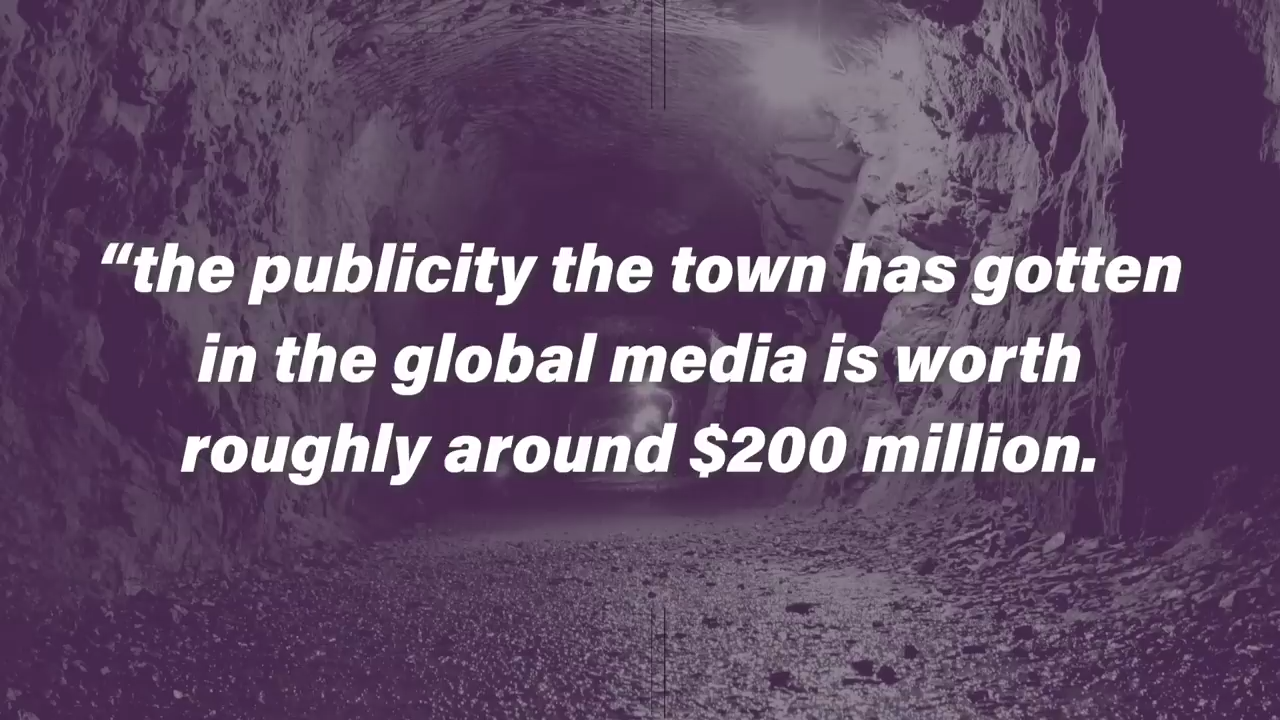 “the publicity the town has gotten
in the global media is worth
roughly around $200 million.